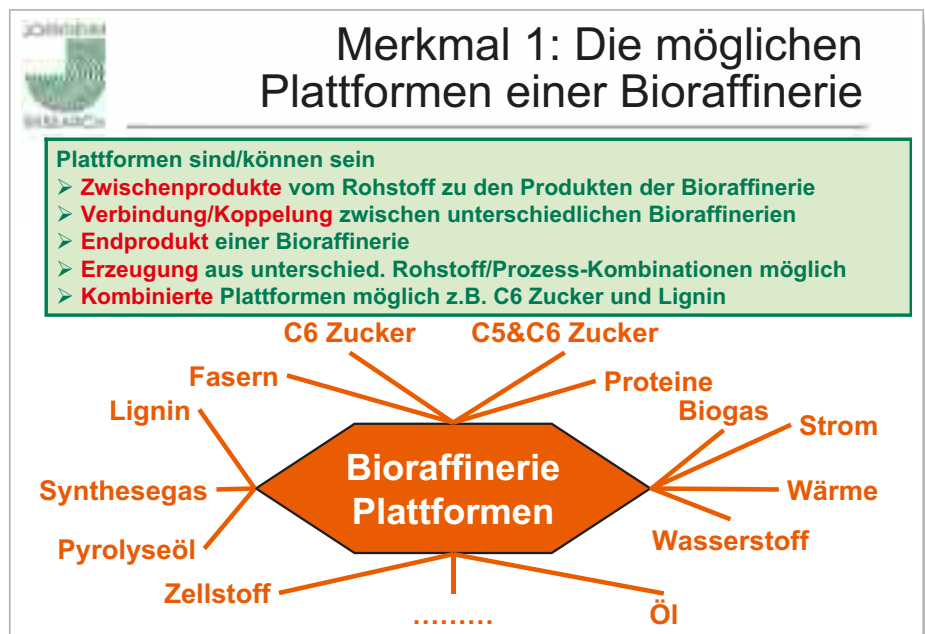 JOANNEUM
RESEARCH
Merkmal 1: Die möglichen
Plattformen einer Bioraffinerie
Plattformen sind/können sein
➢ Zwischenprodukte vom Rohstoff zu den Produkten der Bioraffinerie
➢ Verbindung/Koppelung zwischen unterschiedlichen Bioraffinerien
➢ Endprodukt einer Bioraffinerie
➢ Erzeugung aus unterschied. Rohstoff/Prozess-Kombinationen möglich
➢ Kombinierte Plattformen möglich z.B. C6 Zucker und Lignin
C6 Zucker
C5&C6 Zucker
Fasern
Proteine
Lignin
Biogas
Strom
Bioraffinerie
Plattformen
Synthesegas
Wärme
Pyrolyseöl
Wasserstoff
Zellstoff
.........
Öl